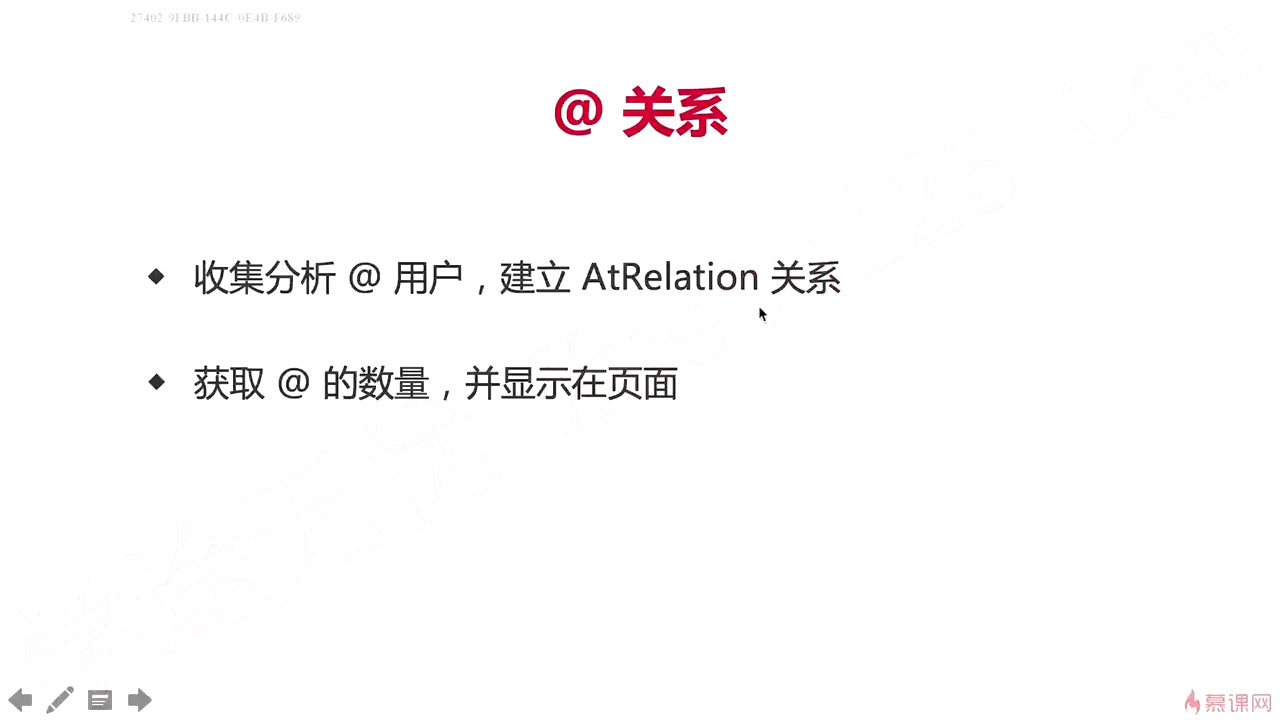 27402-9FBB-144C-0E4B-F689
@ 关系
收集分析 @ 用户，建立 AtRelation 关系
获取 @ 的数量，并显示在页面
慕课网